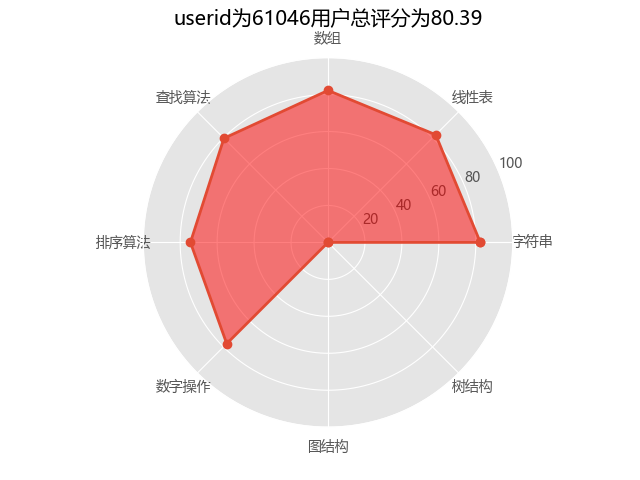 userid为61046用户总评分为80.39
数组
查找算法
线性表
100
80
60
40
20
排序算法
字符串
数字操作
树结构
图结构